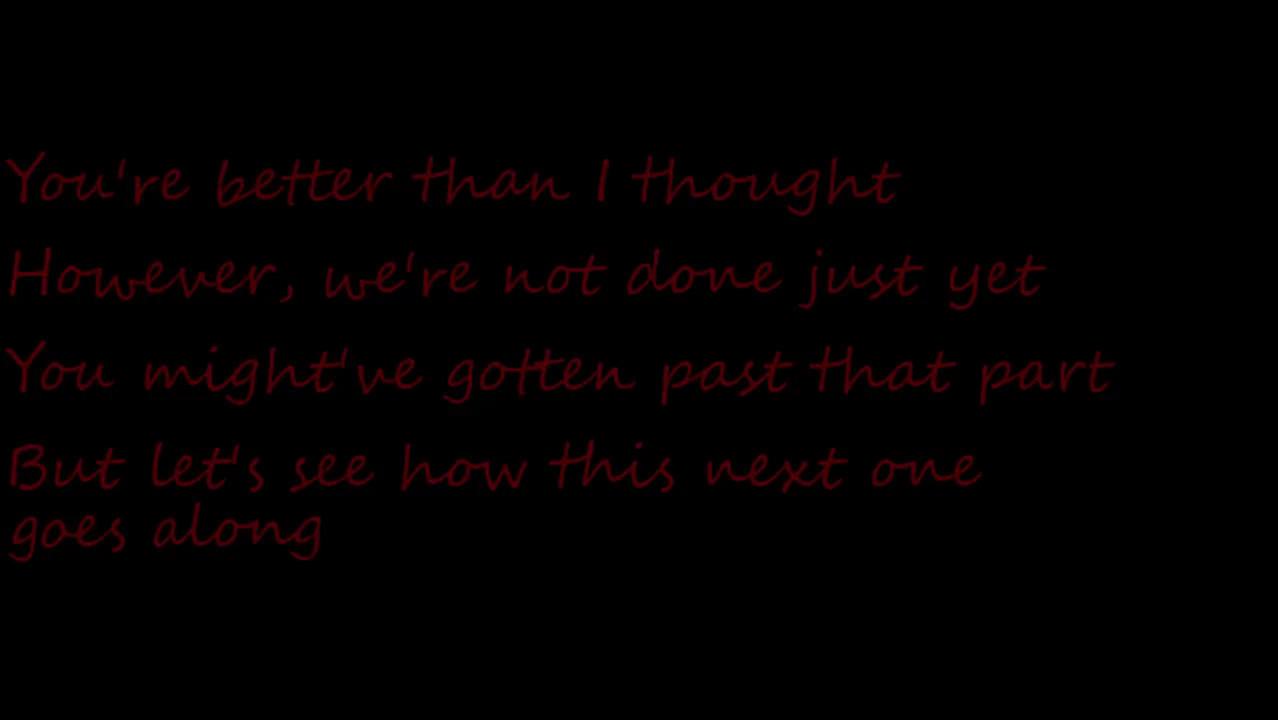 You're better than I thought
However, we're not done just yet
You might've gotten past that part
But let's see how this next one
goes along